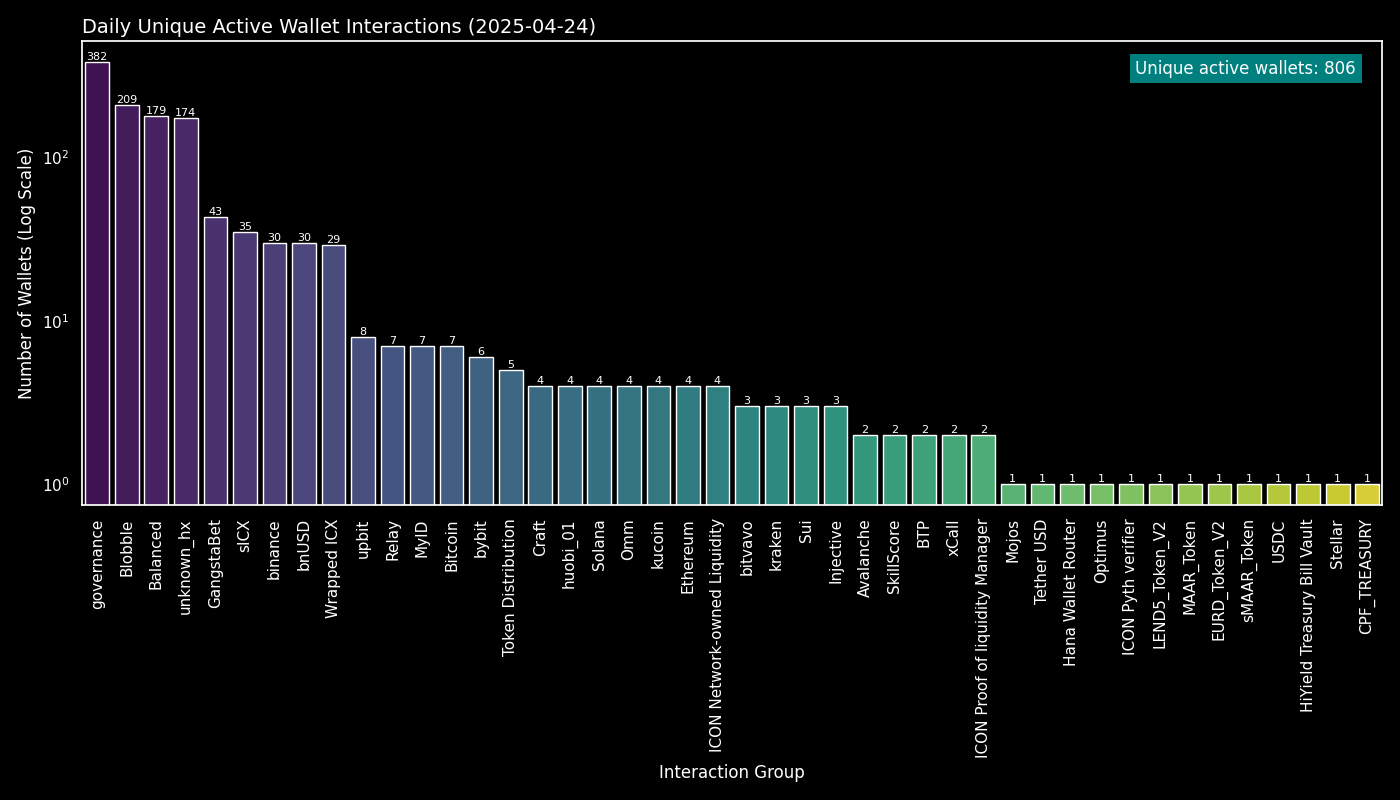 Daily Unique Active Wallet Interactions (2025-04-24)
Unique active wallets: 806
Number of Wallets (Log Scale)
10²
10¹
10⁰
382
209
179
174
43
35
30
30
29
8
7
7
7
6
5
4
4
4
4
4
4
4
3
3
3
3
2
2
2
2
2
1
1
1
1
1
1
1
1
1
1
1
1
1
governance
Blobble
Balanced
unknown_hx
GangstaBet
sICX
binance
bnUSD
Wrapped ICX
upbit
Relay
MyID
Bitcoin
bybit
Token Distribution
Craft
huobi_01
Solana
Omm
kucoin
Ethereum
ICON Network-owned Liquidity
bitvavo
kraken
Sui
Injective
Avalanche
SkillScore
BTP
xCall
ICON Proof of liquidity Manager
Mojos
Tether USD
Hana Wallet Router
Optimus
ICON Pyth verifier
LEND5_Token_V2
MAAR_Token
EURD_Token_V2
sMAAR_Token
USDC
HiYield Treasury Bill Vault
Stellar
CPF_TREASURY
Interaction Group